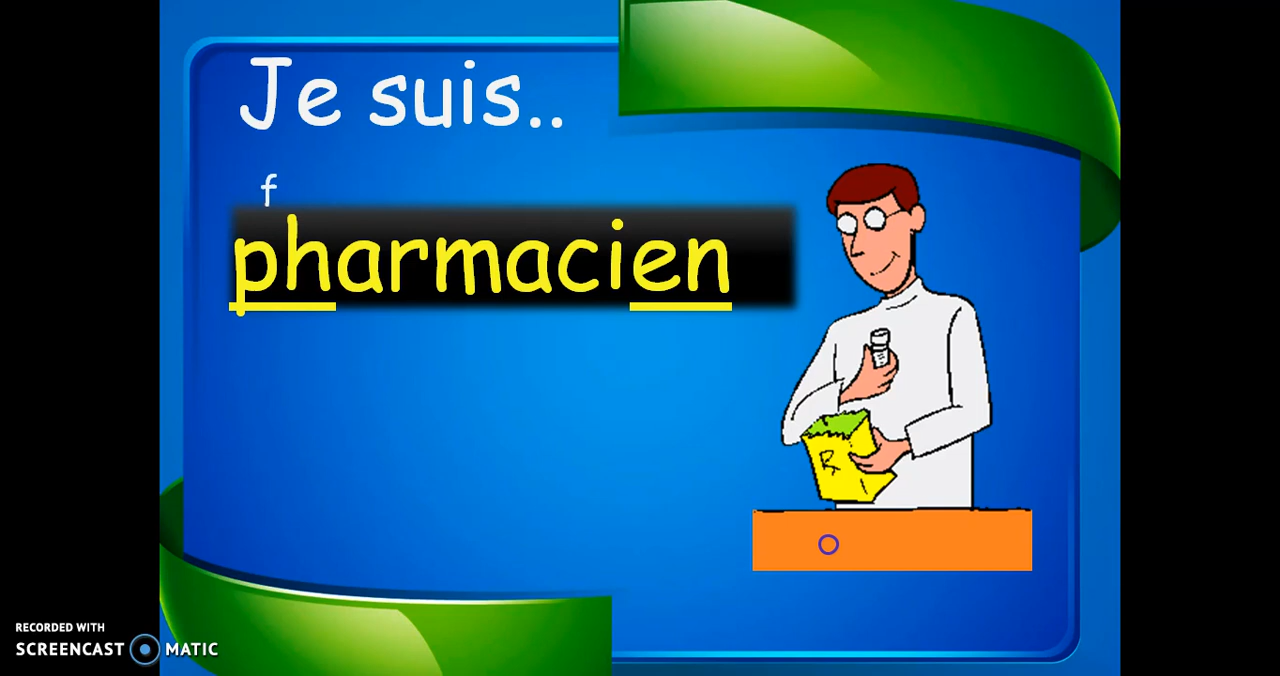 Je suis..
f
pharmacien
R
RECORDED WITH
SCREENCAST MATIC